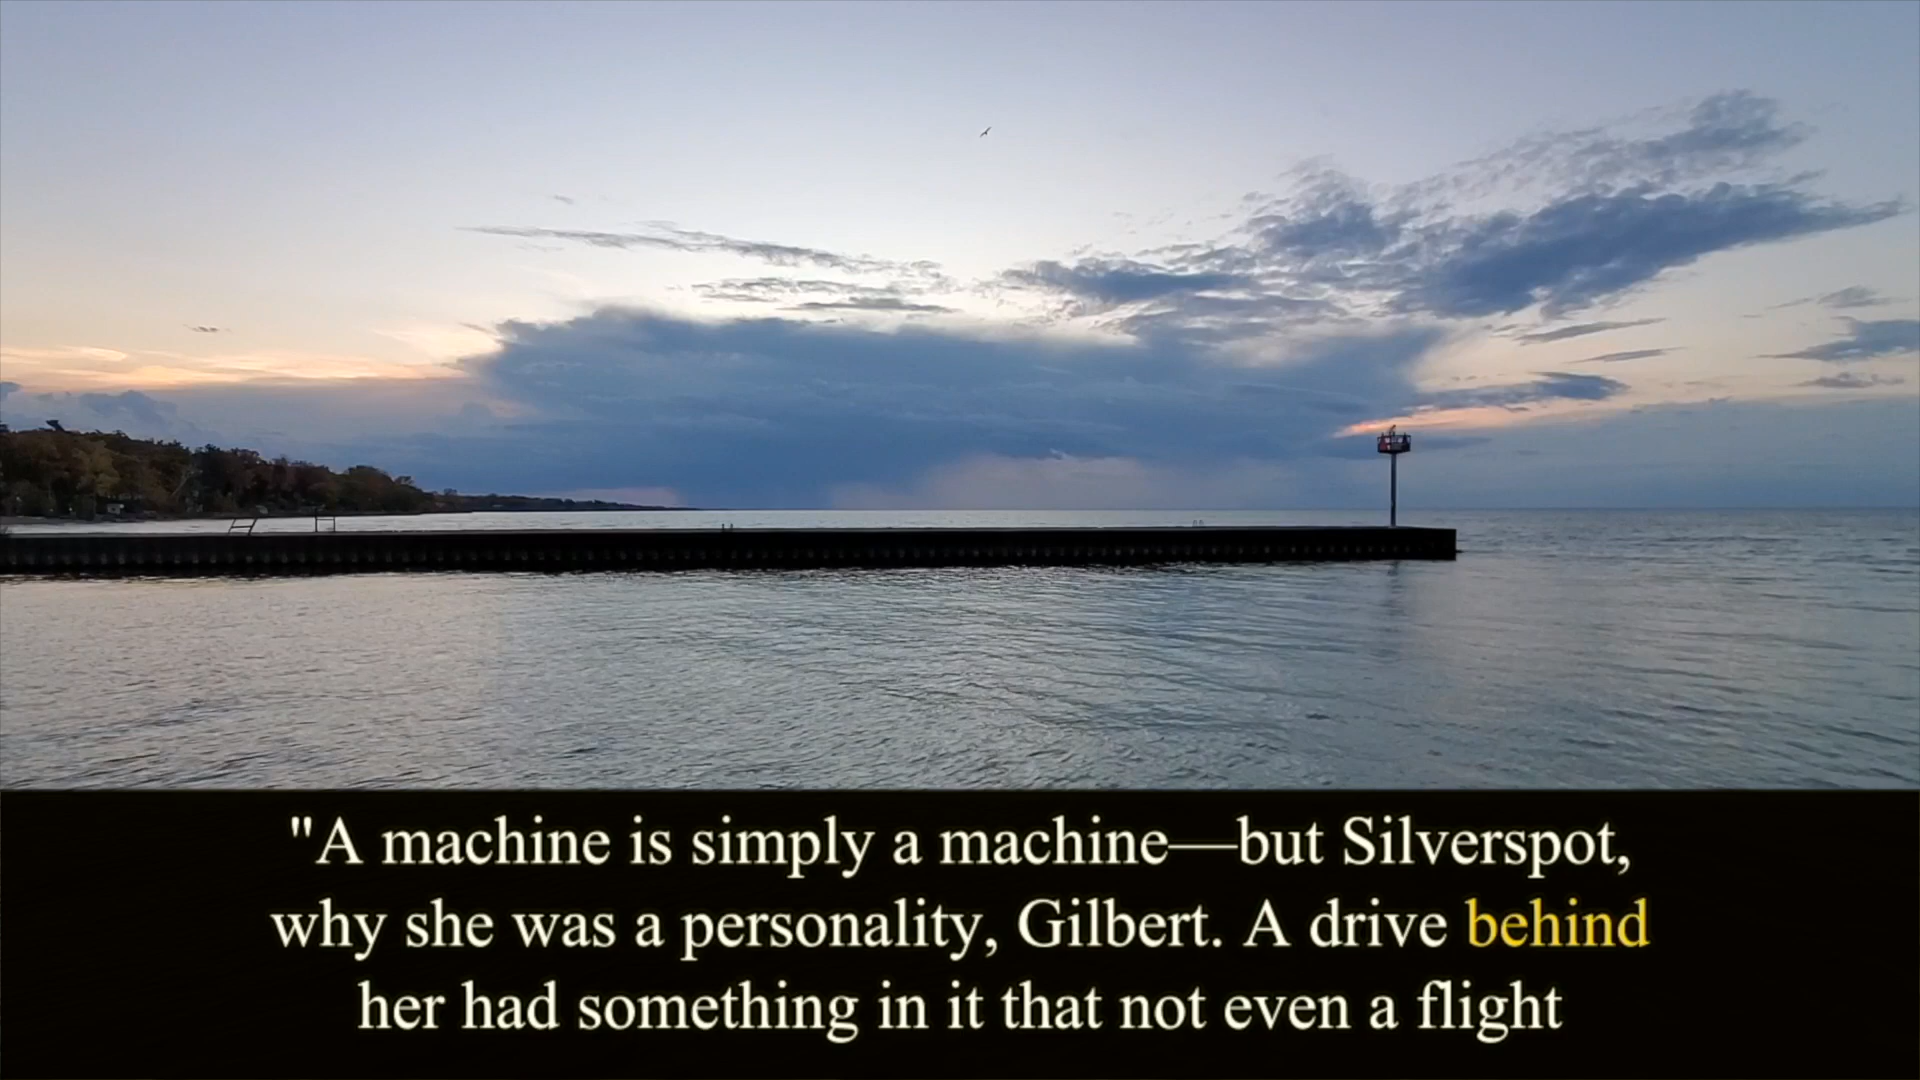 "A machine is simply a machine—but Silverspot,
why she was a personality, Gilbert. A drive behind
her had something in it that not even a flight